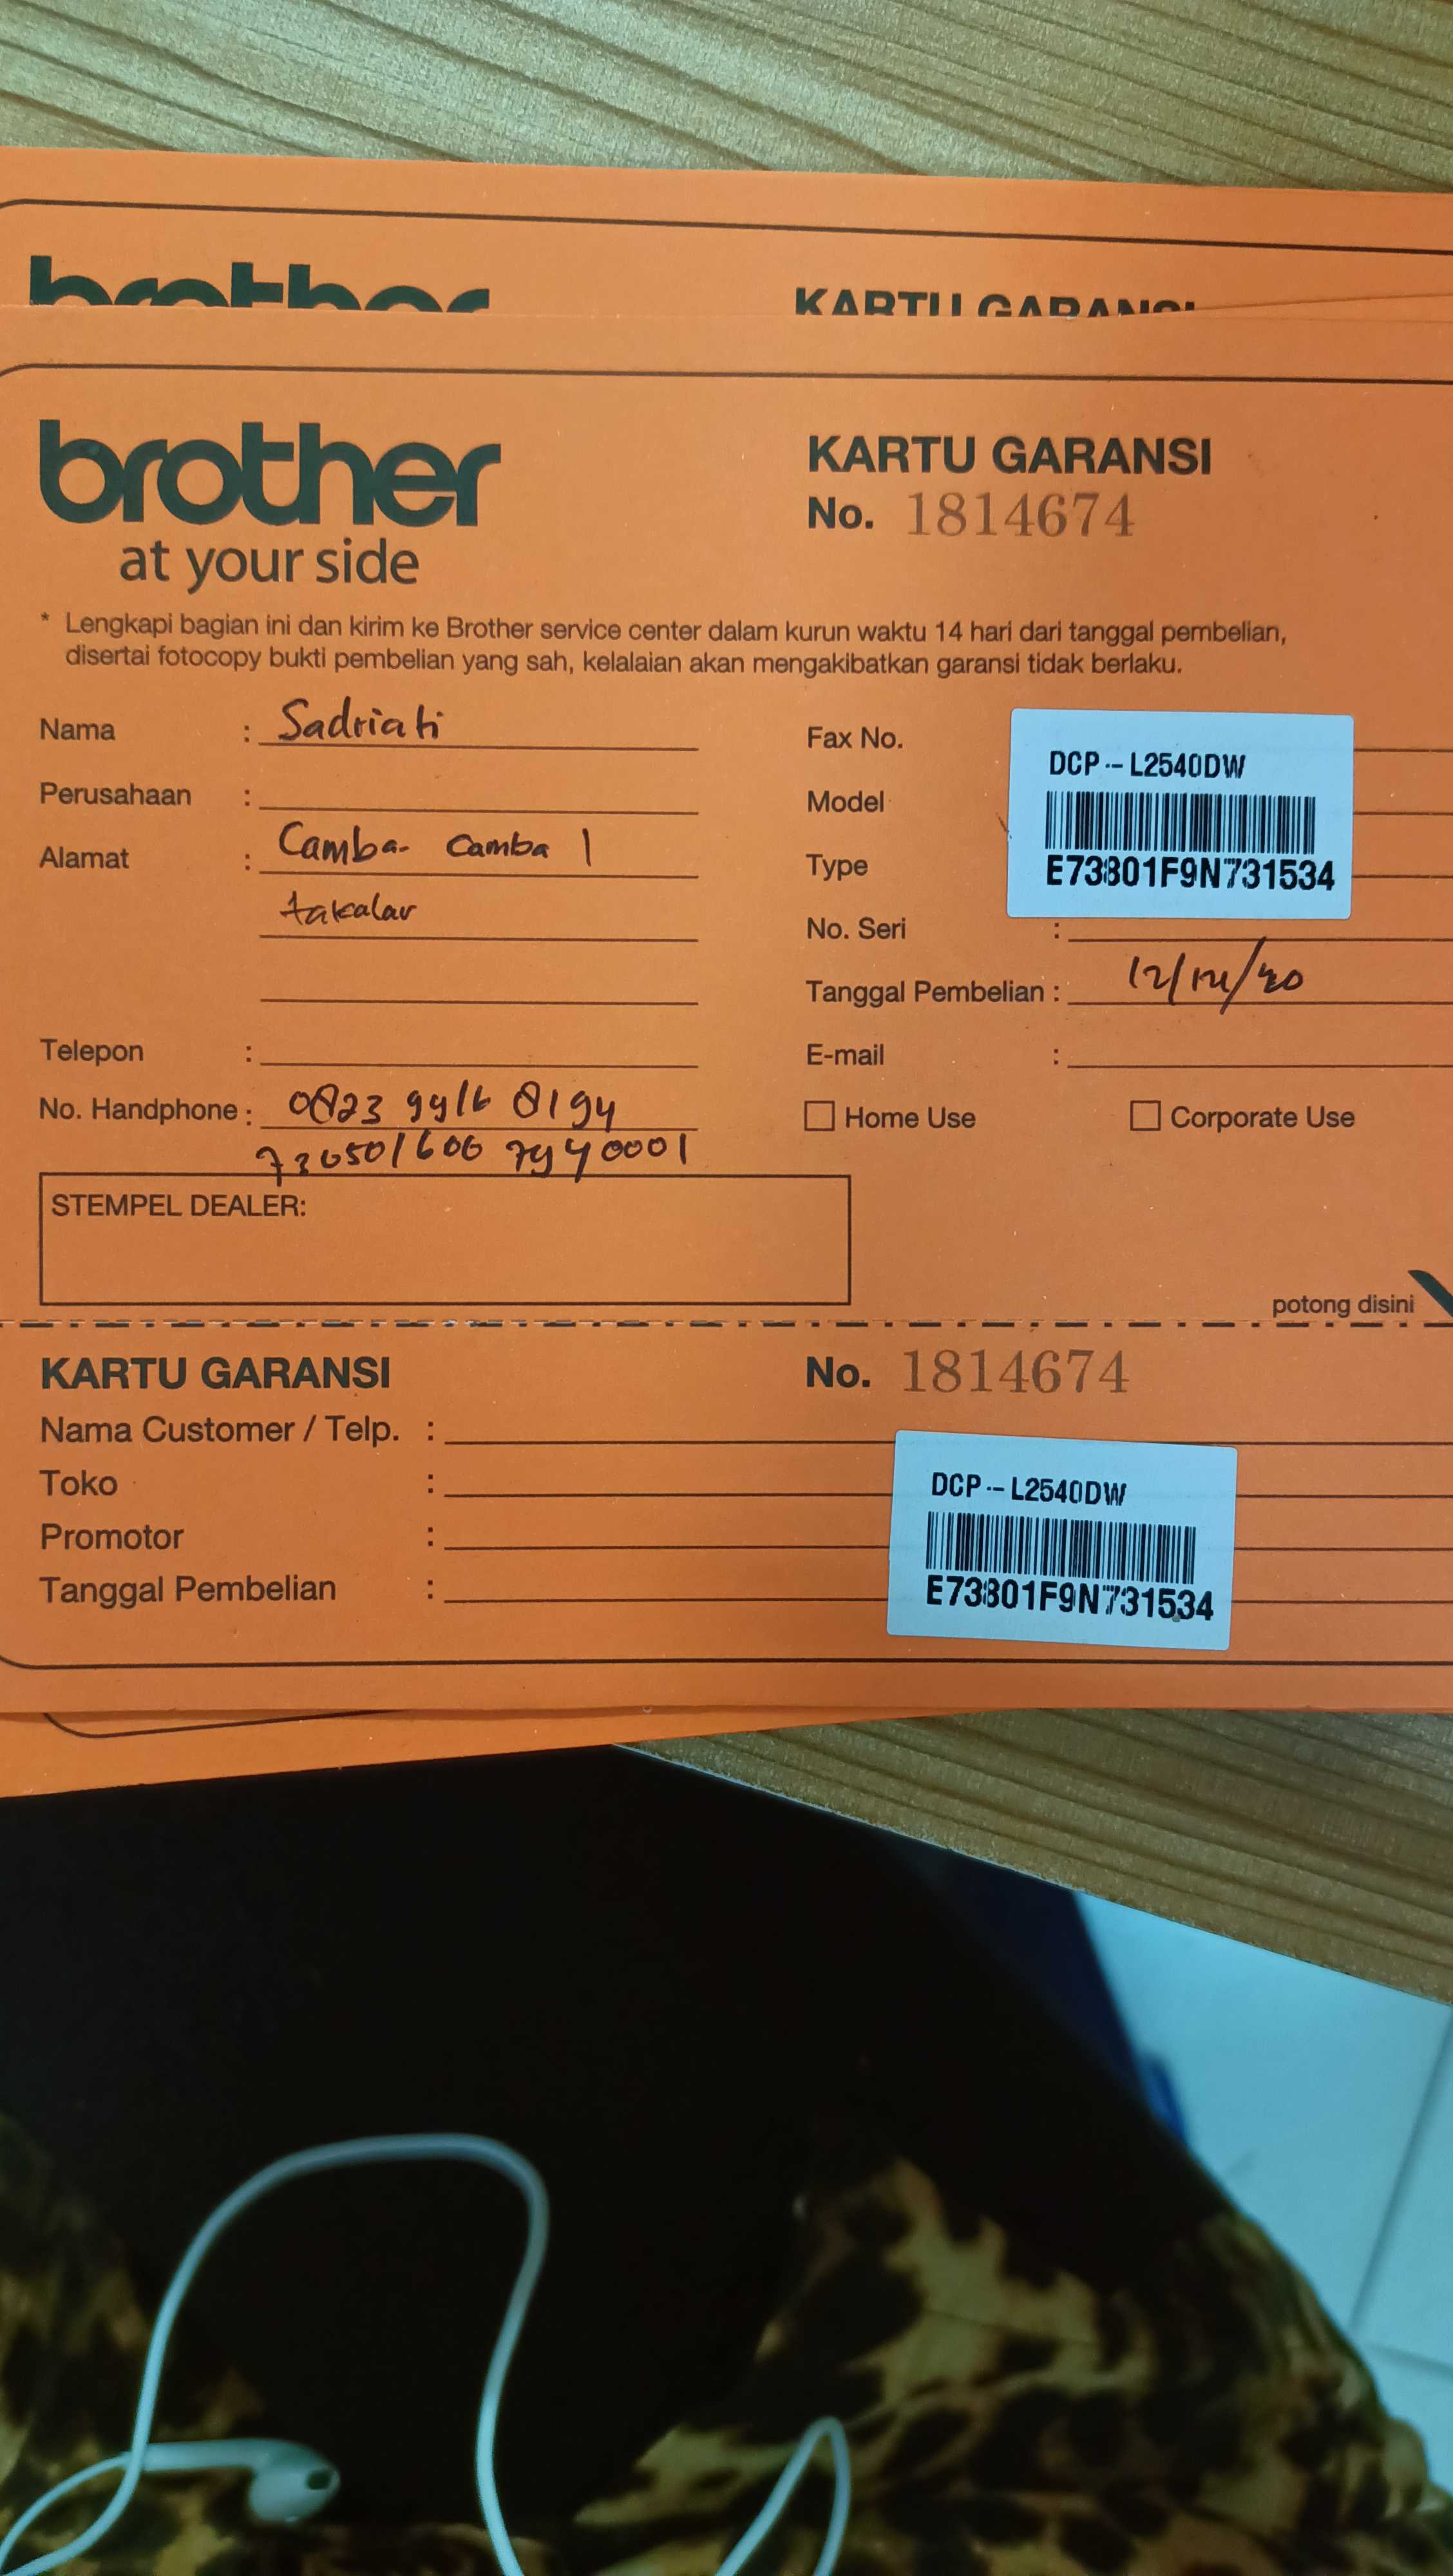 brother
KARTU GARANSI
brother
at your side
KARTU GARANSI
No. 1814674
* Lengkapi bagian ini dan kirim ke Brother service center dalam kurun waktu 14 hari dari tanggal pembelian,
disertai fotocopy bukti pembelian yang sah, kelalaian akan mengakibatkan garansi tidak berlaku.
Nama : Sadriati
Perusahaan :
Alamat : Camba- Camba 1
takalar
Telepon :
No. Handphone : 0823 9916 8194
STEMPEL DEALER:
Fax No.
Model
Type
DCP-L2540DW
E73801F9N731534
No. Seri :
Tanggal Pembelian : 12/12/20
E-mail :
Home Use
Corporate Use
potong disini
KARTU GARANSI
No. 1814674
Nama Customer / Telp. :
Toko :
Promotor :
Tanggal Pembelian :
DCP-L2540DW
E73801F9N731534